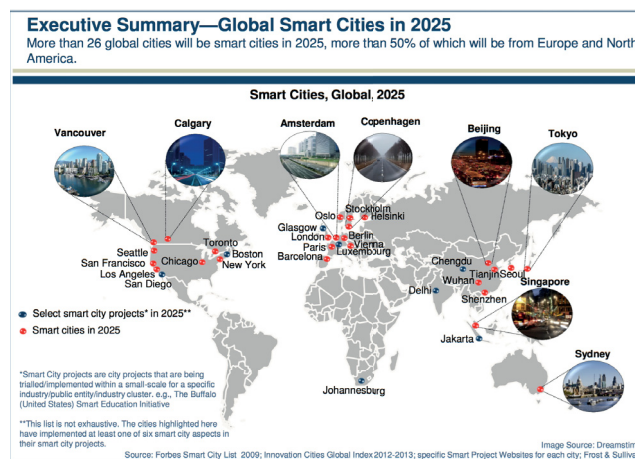 Executive Summary—Global Smart Cities in 2025
More than 26 global cities will be smart cities in 2025, more than 50% of which will be from Europe and North
America.
Smart Cities, Global, 2025
Vancouver
Calgary
Amsterdam
Copenhagen
Beijing
Tokyo
Oslo
Stockholm
Helsinki
Glasgow
London
Berlin
Paris
Vienna
Luxembourg
Barcelona
Seattle
San Francisco
Los Angeles
San Diego
Chicago
Toronto
Boston
New York
Chengdu
Tianjin
Seoul
Wuhan
Delhi
Shenzhen
Singapore
Jakarta
Sydney
Johannesburg
Select smart city projects* in 2025**
Smart cities in 2025
*Smart City projects are city projects that are being
trialled/implemented within a small-scale for a specific
industry/public entity/industry cluster. e.g., The Buffalo
(United States) Smart Education Initiative
**This list is not exhaustive. The cities highlighted here
have implemented at least one of six smart city aspects in
their smart city projects.
Image Source: Dreamstim
Source: Forbes Smart City List 2009; Innovation Cities Global Index 2012-2013; specific Smart Project Websites for each city; Frost & Sulliva